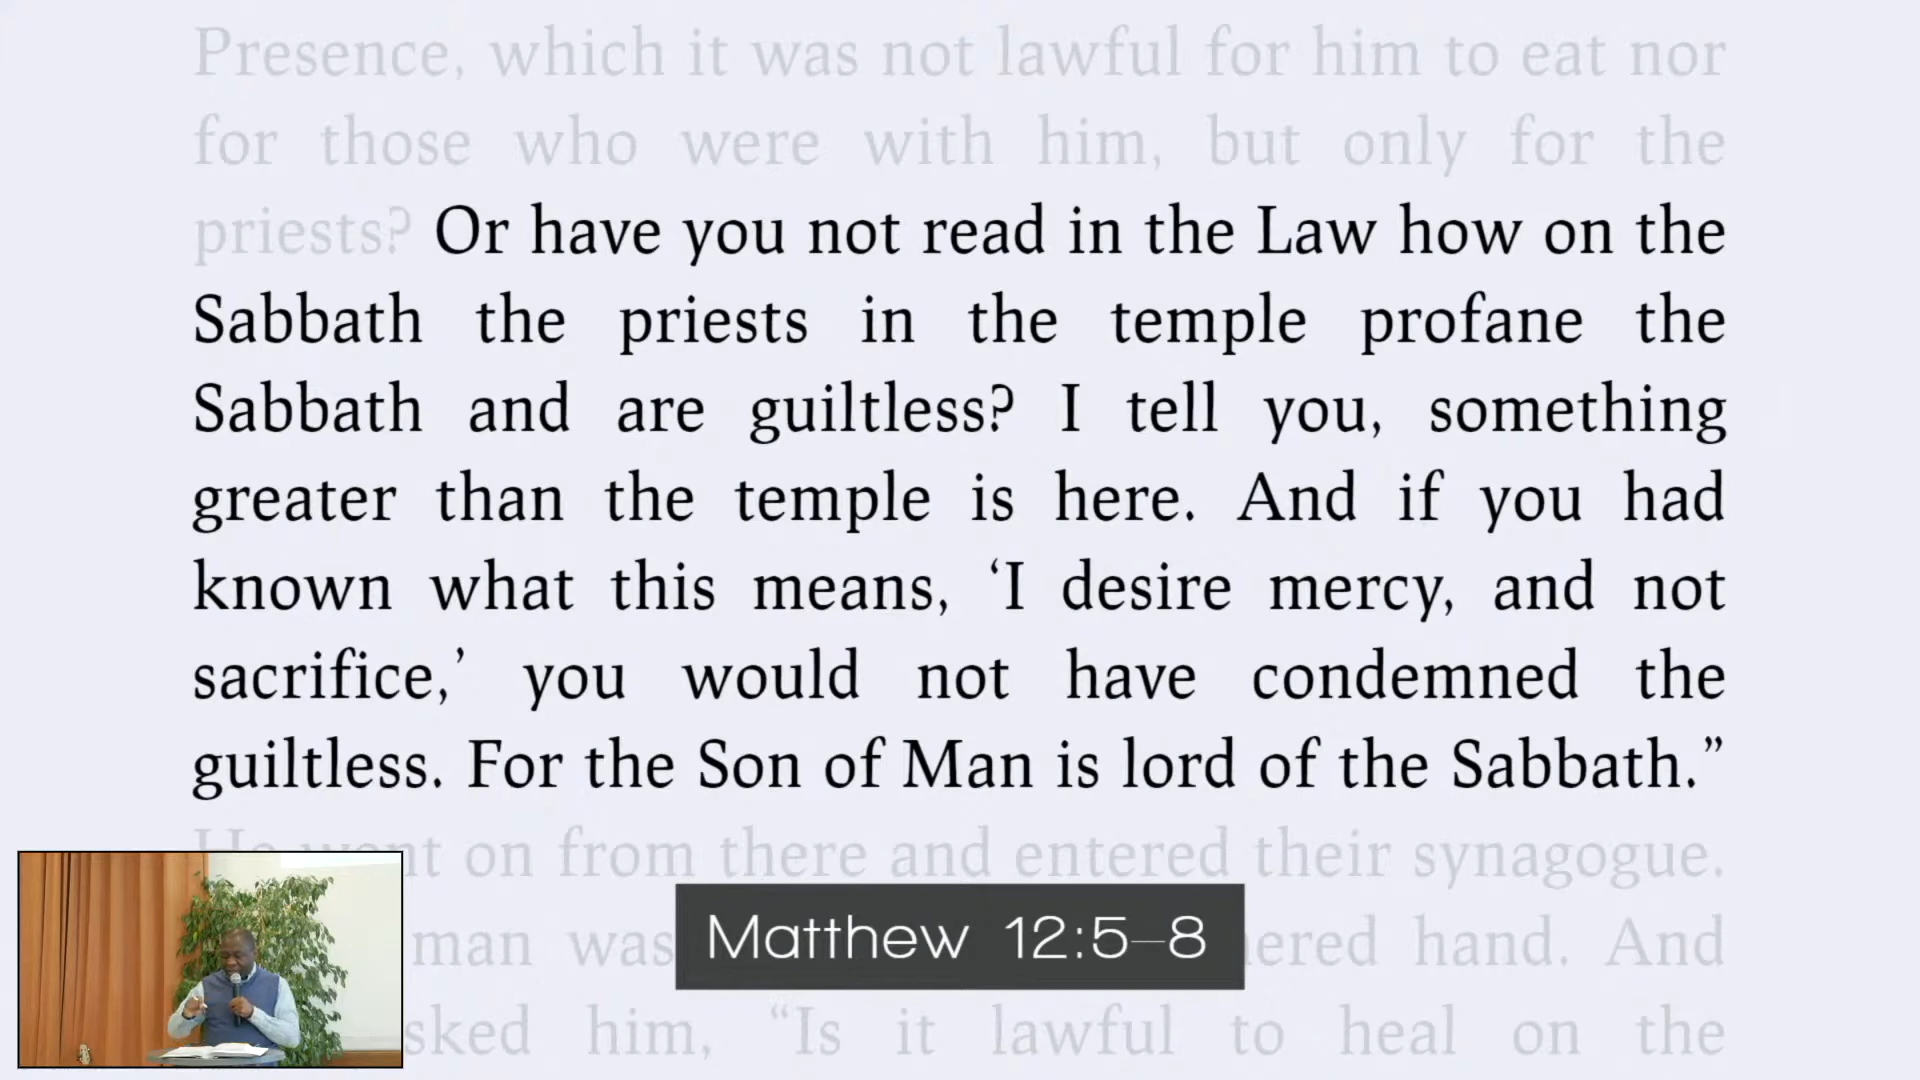 Presence, which it was not lawful for him to eat nor
for those who were with him, but only for the
priests? Or have you not read in the Law how on the
Sabbath the priests in the temple profane the
Sabbath and are guiltless? I tell you, something
greater than the temple is here. And if you had
known what this means, ‘I desire mercy, and not
sacrifice,’ you would not have condemned the
guiltless. For the Son of Man is lord of the Sabbath.”
He went on from there and entered their synagogue.
man was hand. And
him, “Is it lawful to heal on the
Matthew 12:5–8